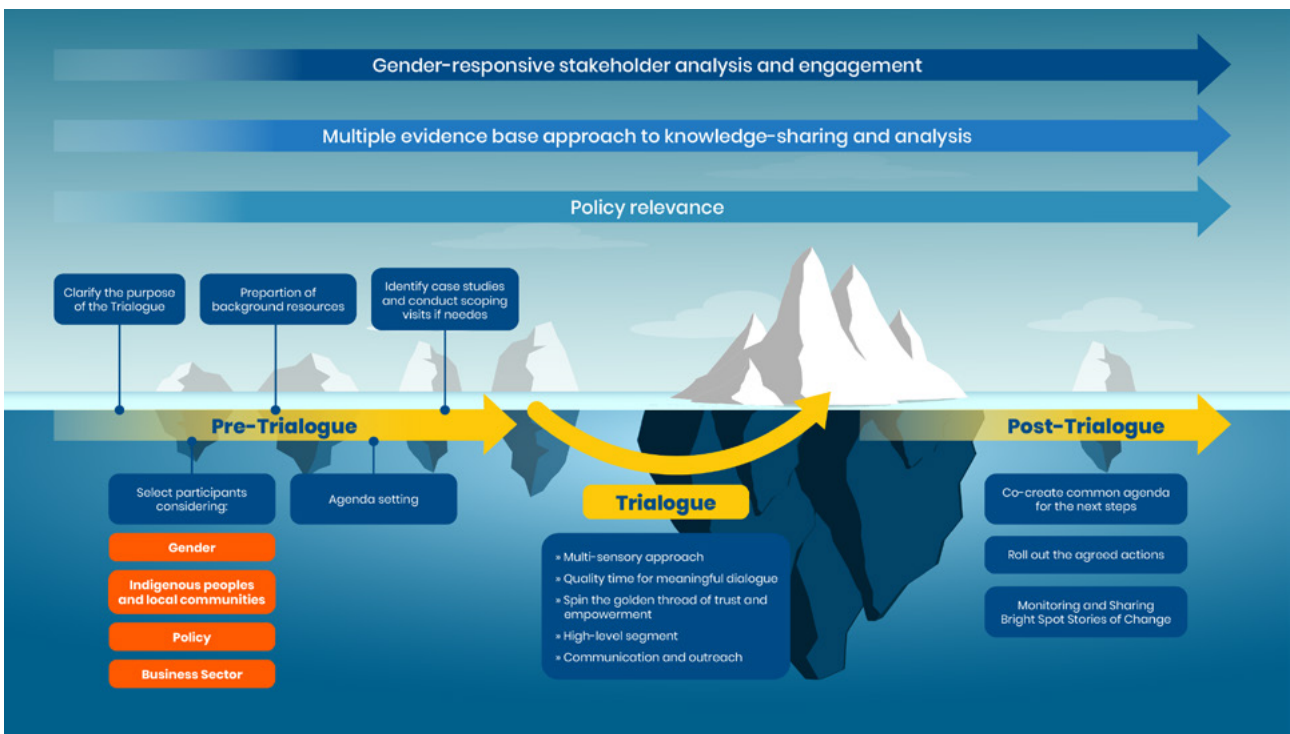 Gender-responsive stakeholder analysis and engagement
Multiple evidence base approach to knowledge-sharing and analysis
Policy relevance
Clarify the purpose
of the Trialogue
Prepartion of
background resources
Identify case studies
and conduct scoping
visits if needes
Pre-Trialogue
Select participants
considering:
Gender
Indigenous peoples
and local communities
Policy
Business Sector
Agenda setting
Trialogue
» Multi-sensory approach
» Quality time for meaningful dialogue
» Spin the golden thread of trust and
empowerment
» High-level segment
» Communication and outreach
Post-Trialogue
Co-create common agenda
for the next steps
Roll out the agreed actions
Monitoring and Sharing
Bright Spot Stories of Change